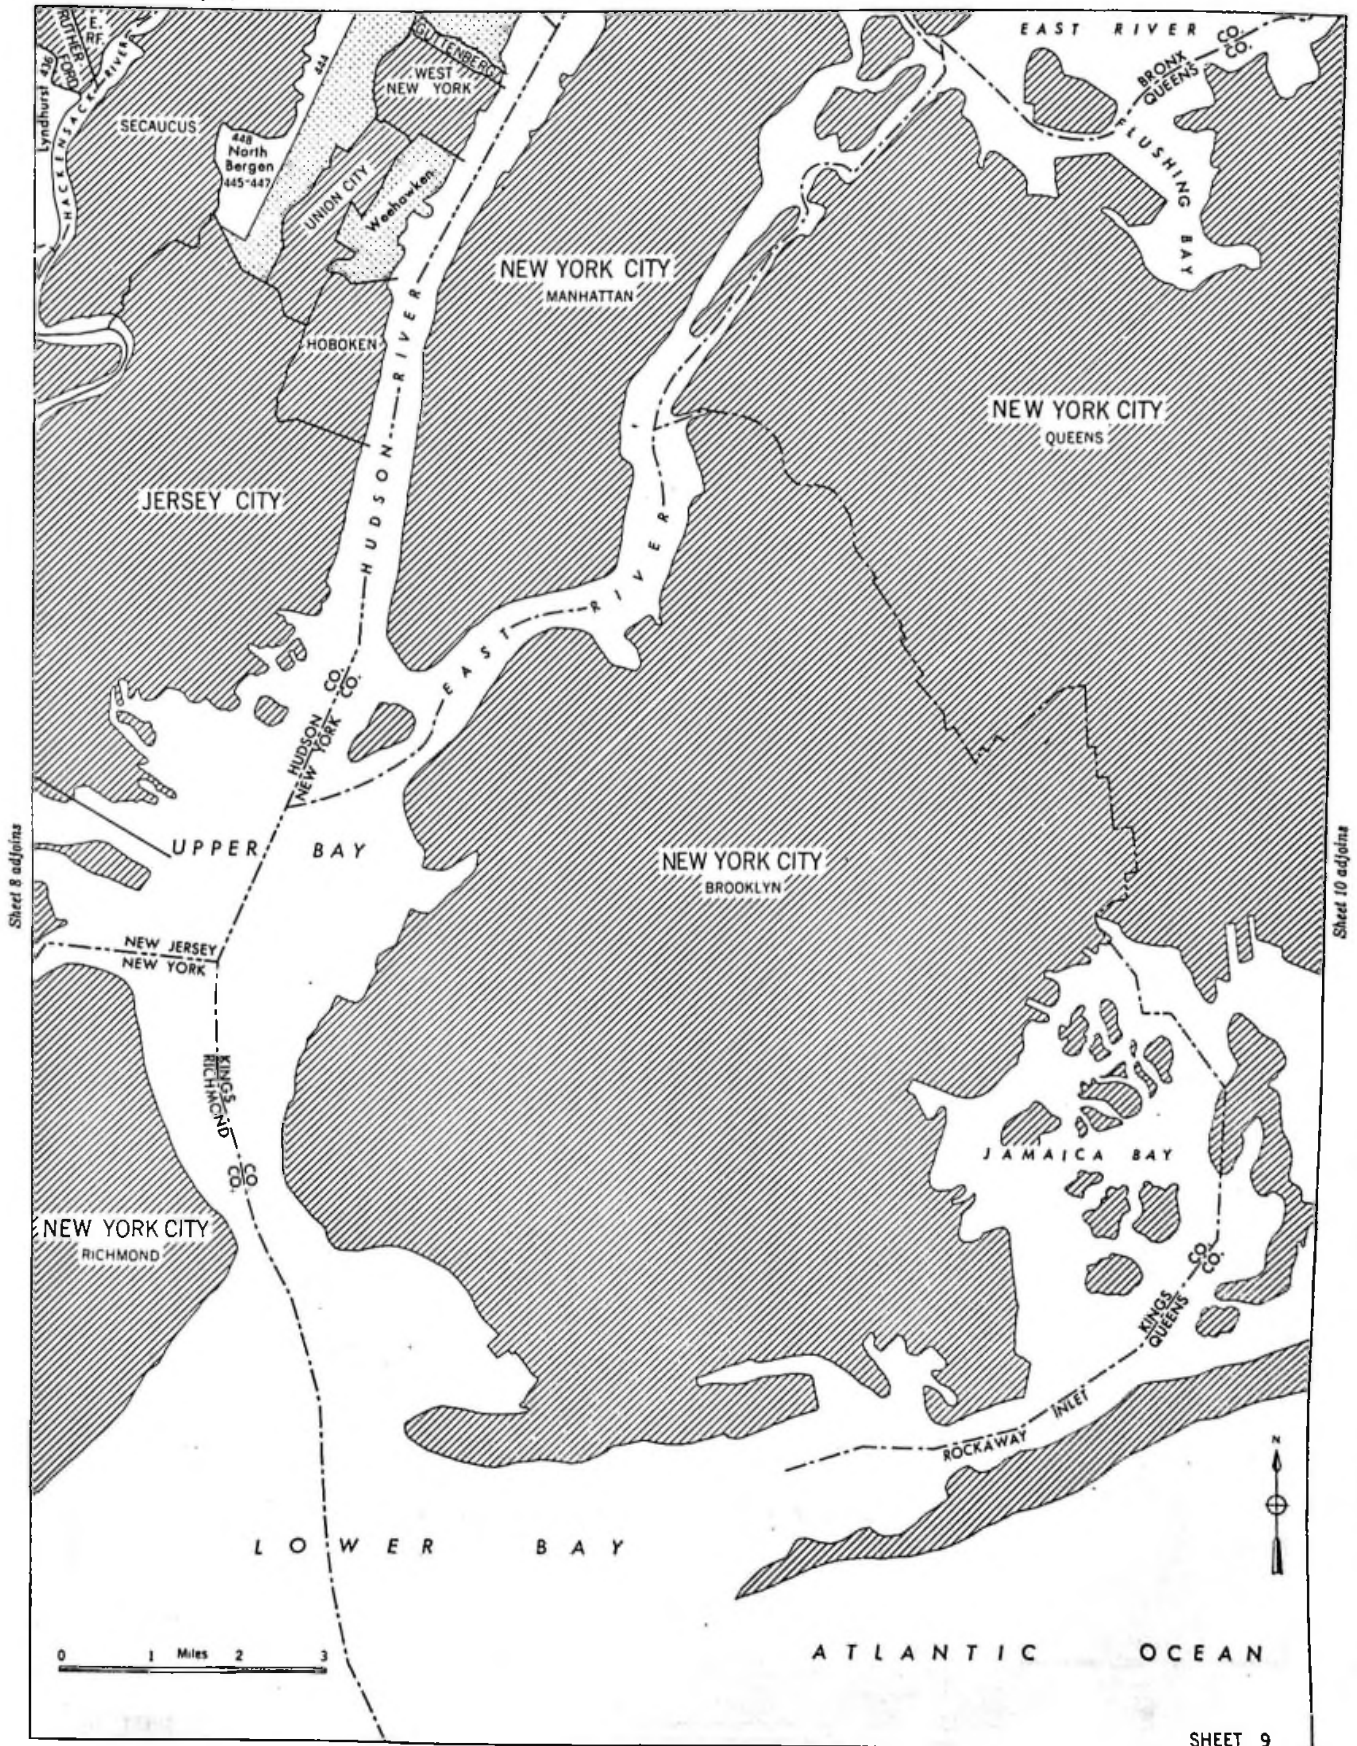 EAST RIVER
E.
RF.
RUTHER
FORD
Lyndhurst 436
HACKENSACK RIVER
SECAUCUS
444
GUTTENBERG
WEST
NEW YORK
448
North
Bergen
445-447
UNION CITY
Weehawken
BRONX CO.
QUEENS CO.
FLUSHING BAY
NEW YORK CITY
MANHATTAN
HOBOKEN
HUDSON RIVER
NEW YORK CITY
QUEENS
JERSEY CITY
EAST RIVER
HUDSON CO.
NEW YORK CO.
Sheet 8 adjoins
UPPER BAY
NEW YORK CITY
BROOKLYN
Sheet 10 adjoins
NEW JERSEY
NEW YORK
KINGS CO
RICHMOND CO.
JAMAICA BAY
NEW YORK CITY
RICHMOND
KINGS CO.
QUEENS CO.
ROCKAWAY INLET
N
LOWER BAY
0 1 Miles 2 3
ATLANTIC OCEAN
SHEET 9